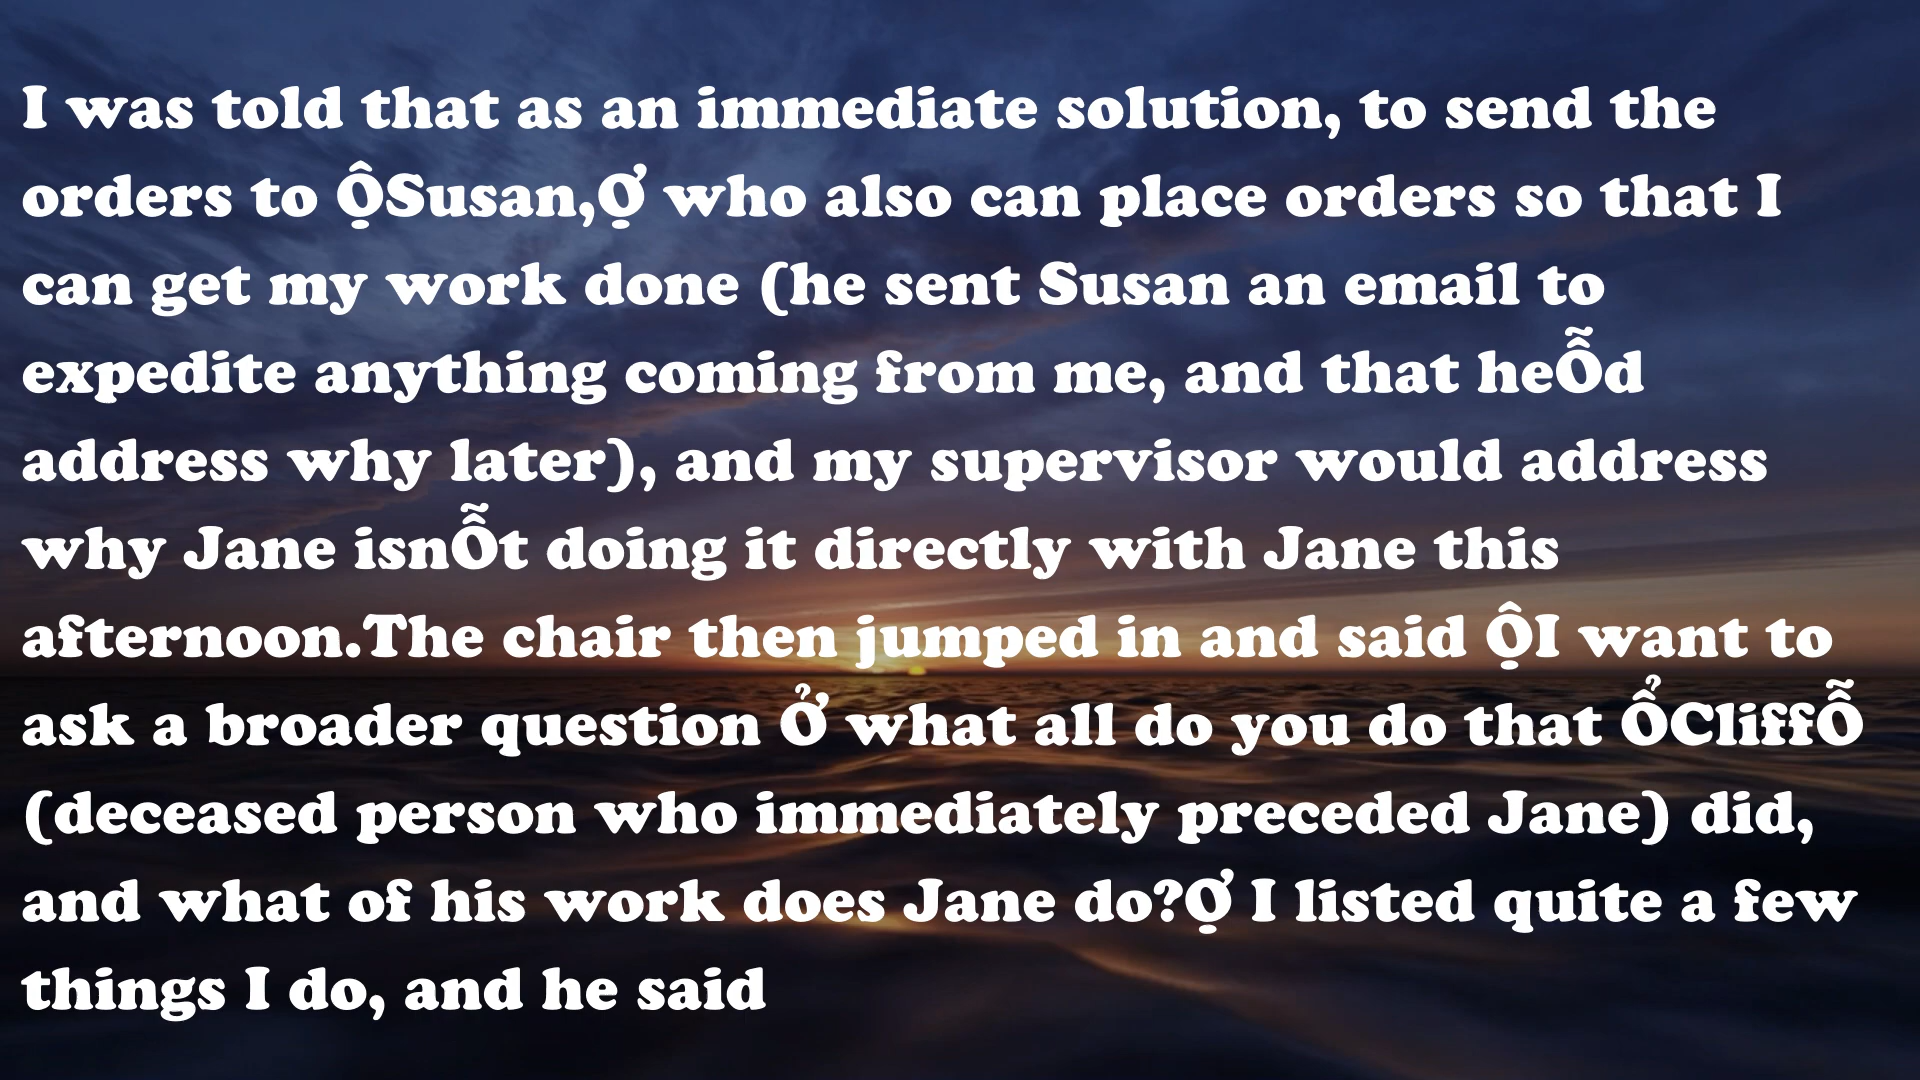 I was told that as an immediate solution, to send the
orders to ỘSusan,Ợ who also can place orders so that I
can get my work done (he sent Susan an email to
expedite anything coming from me, and that heỖd
address why later), and my supervisor would address
why Jane isnỖt doing it directly with Jane this
afternoon.The chair then jumped in and said ỘI want to
ask a broader question Ở what all do you do that ỔCliffỖ
(deceased person who immediately preceded Jane) did,
and what of his work does Jane do?Ợ I listed quite a few
things I do, and he said